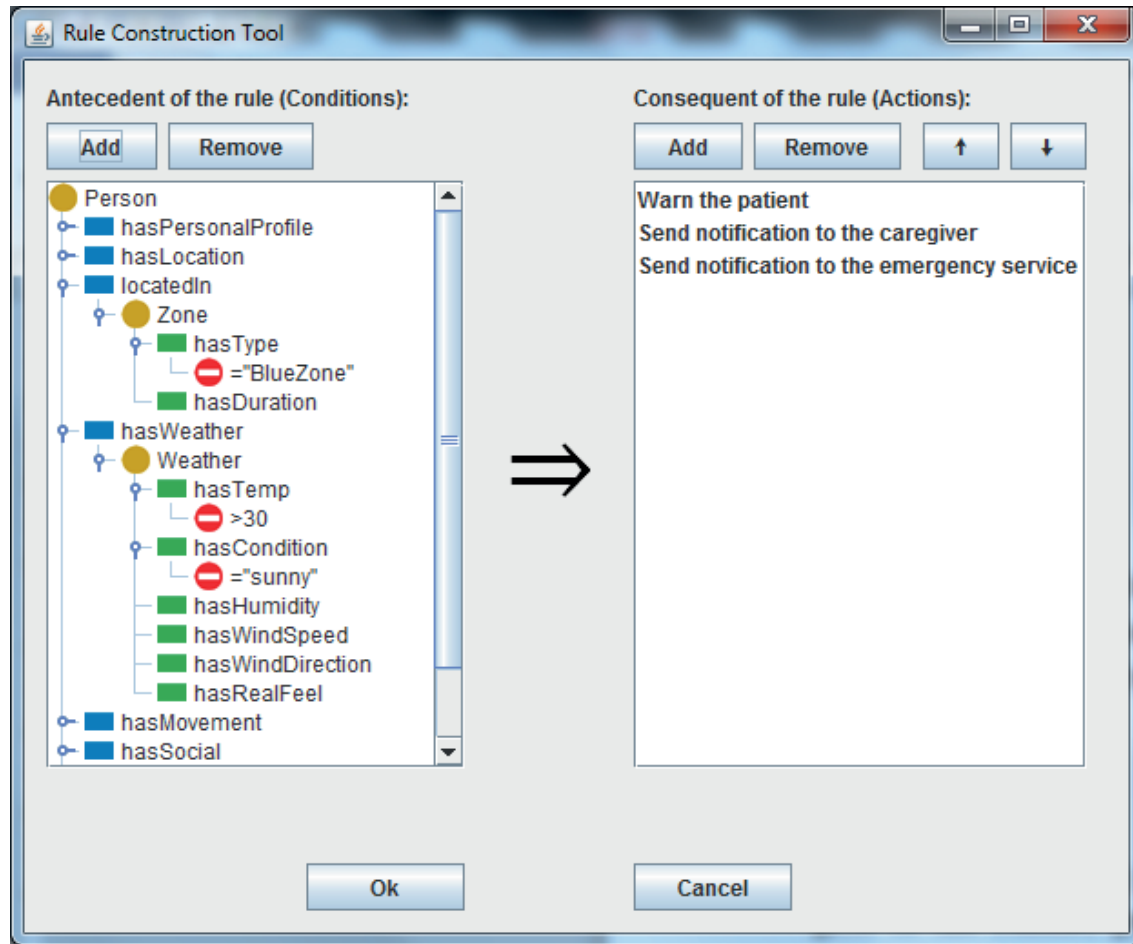 Rule Construction Tool
Antecedent of the rule (Conditions):
Add Remove
Person
hasPersonalProfile
hasLocation
locatedIn
Zone
hasType
="BlueZone"
hasDuration
hasWeather
Weather
hasTemp
>30
hasCondition
="sunny"
hasHumidity
hasWindSpeed
hasWindDirection
hasRealFeel
hasMovement
hasSocial
Consequent of the rule (Actions):
Add Remove
Warn the patient
Send notification to the caregiver
Send notification to the emergency service
Ok Cancel